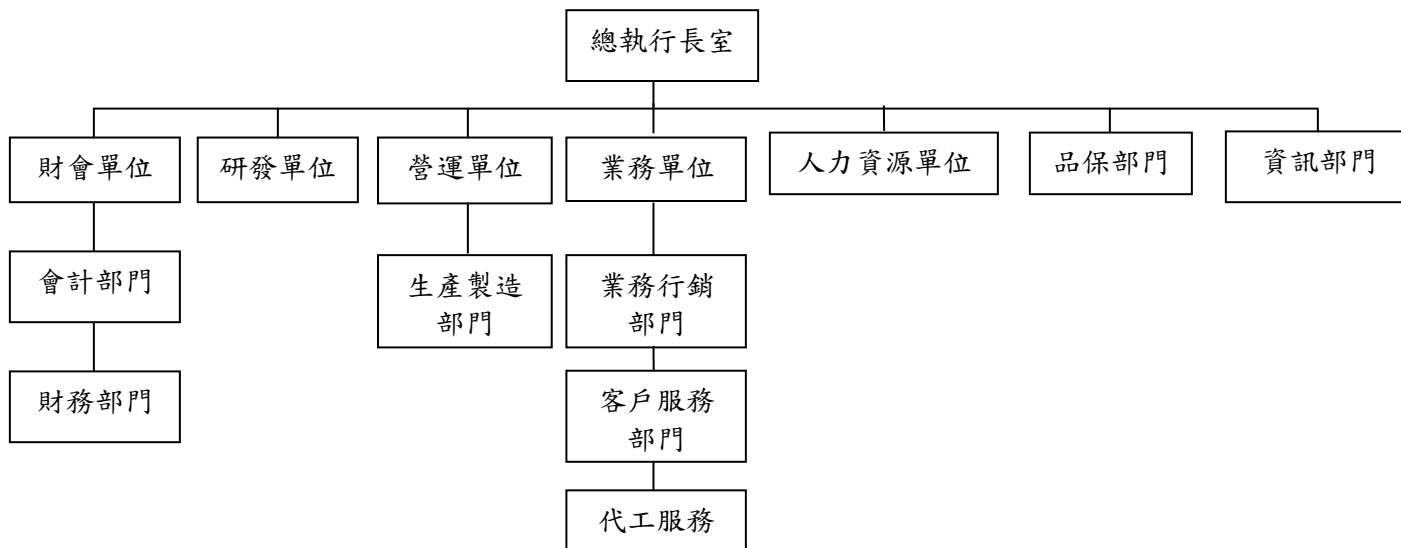 總執行長室
財會單位
研發單位
營運單位
業務單位
人力資源單位
品保部門
資訊部門
會計部門
生產製造
部門
業務行銷
部門
財務部門
客戶服務
部門
代工服務